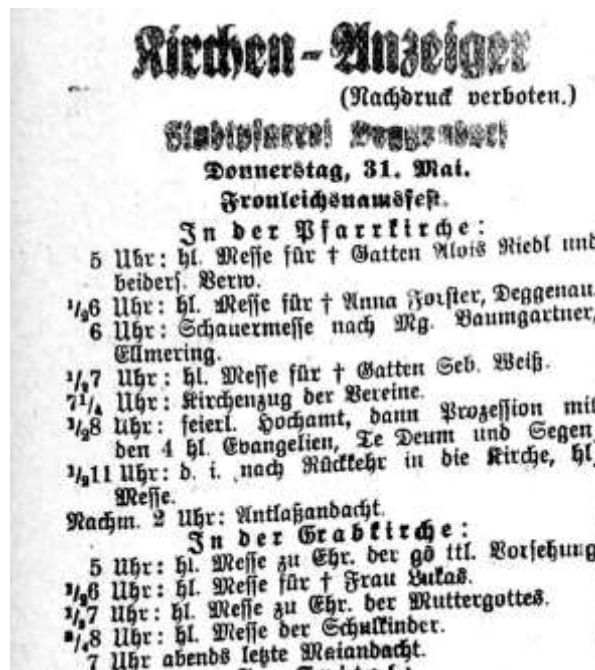 Kirchen-Anzeiger
(Nachdruck verboten.)
Stadtpfarrei Deggendorf
Donnerstag, 31. Mai.
Fronleichnamsfest.
In der Pfarrkirche:
5 Uhr: hl. Messe für † Gatten Alois Riedl und
beiders. Verw.
1/26 Uhr: hl. Messe für † Anna Forster, Deggenau.
6 Uhr: Schauermesse nach Mg. Baumgartner,
Ellmering.
1/27 Uhr: hl. Messe für † Gatten Seb. Weiß.
7 1/4 Uhr: Kirchenzug der Vereine.
1/28 Uhr: feierl. Hochamt, dann Prozession mit
den 4 hl. Evangelien, Te Deum und Segen,
1/211 Uhr: d. i. nach Rückkehr in die Kirche, hl.
Messe.
Nachm. 2 Uhr: Antlaßandacht.
In der Grabkirche:
5 Uhr: hl. Messe zu Ehr. der gö ttl. Vorsehung
1/26 Uhr: hl. Messe für † Frau Lukas.
1/27 Uhr: hl. Messe zu Ehr. der Muttergottes.
3/48 Uhr: hl. Messe der Schulkinder.
7 Uhr abends letzte Maiandacht.